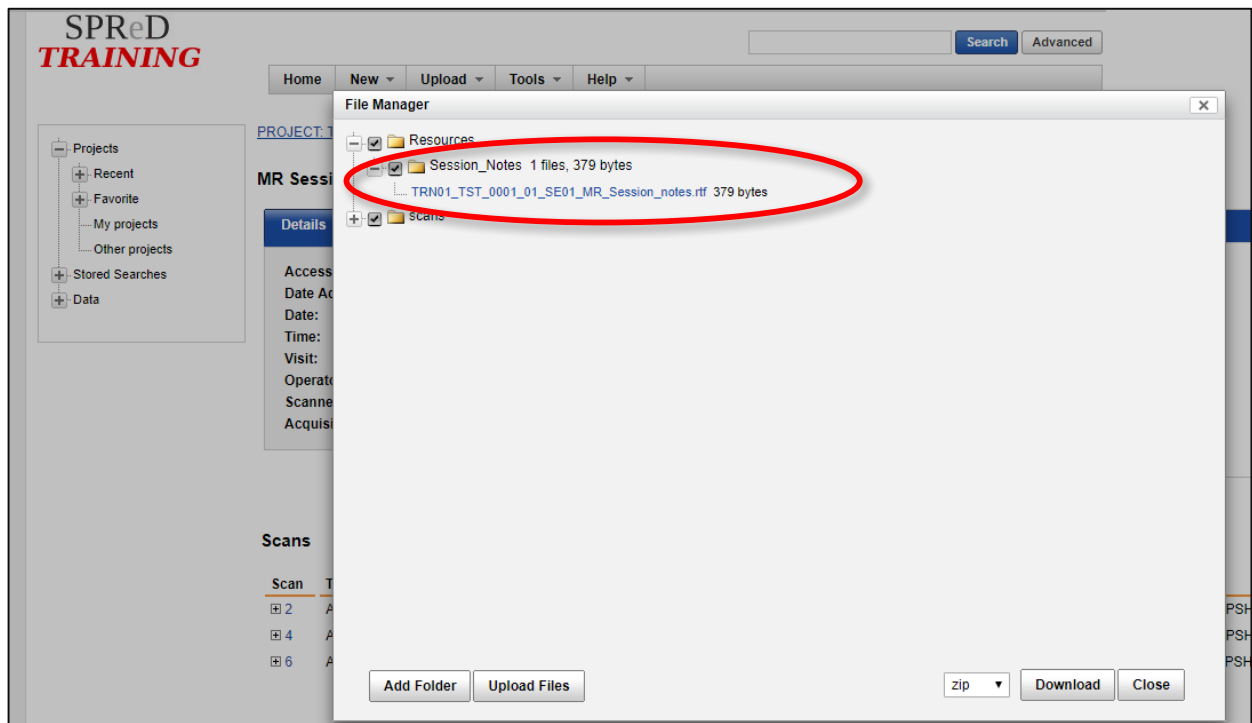 SPReD
TRAINING
Search Advanced
Home New Upload Tools Help
File Manager
PROJECT: T
Resources
Session_Notes 1 files, 379 bytes
TRN01_TST_0001_01_SE01_MR_Session_notes.rtf 379 bytes
scans
Projects
Recent
Favorite
My projects
Other projects
Stored Searches
Data
MR Sessi
Details
Access
Date Ac
Date:
Time:
Visit:
Operato
Scanne
Acquisi
Scans
Scan T
2 A PSH
4 A PSH
6 A PSH
Add Folder Upload Files zip Download Close